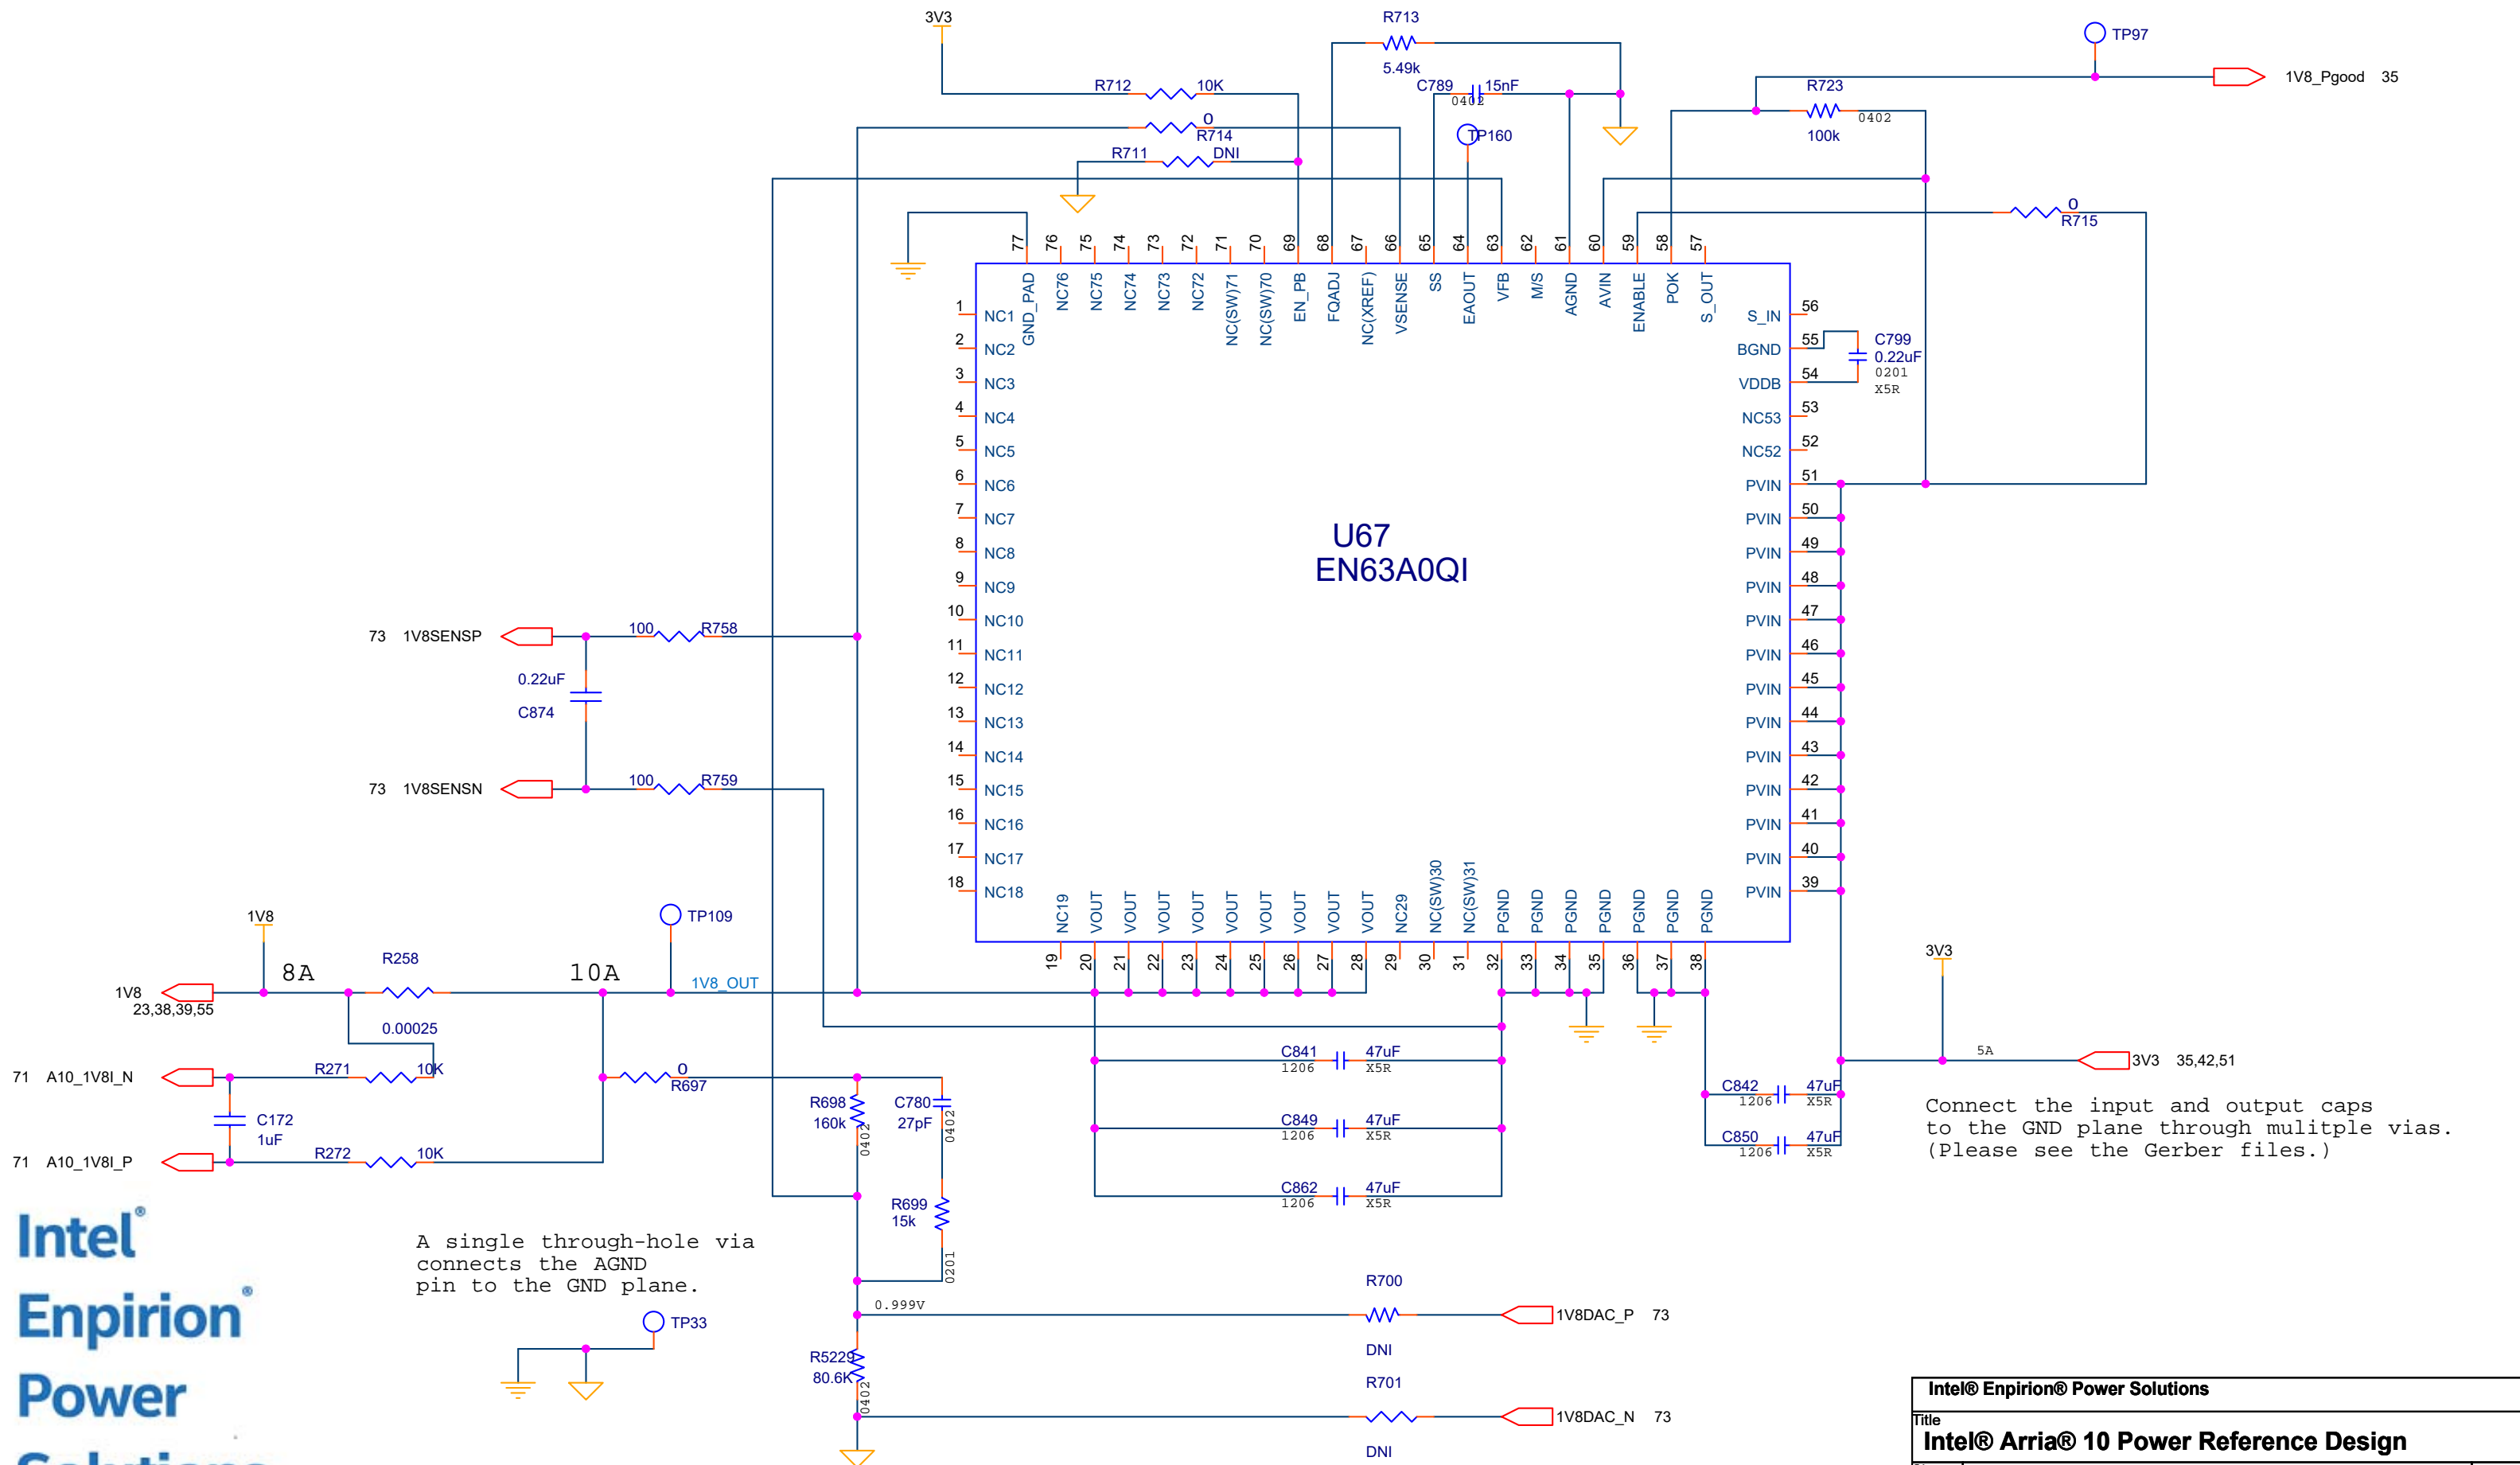 3V3
R713
5.49k
TP97
1V8_Pgood 35
R712 10K
C789 15nF
0402
R723
0402
100k
0
R714
TP160
R711 DNI
0
R715
77 76 75 74 73 72 71 70 69 68 67 66 65 64 63 62 61 60 59 58 57
GND_PAD NC76 NC75 NC74 NC73 NC72 NC(SW)71 NC(SW)70 EN_PB FQADJ NC(XREF) VSENSE SS EAOUT VFB M/S AGND AVIN ENABLE POK S_OUT
1 NC1
2 NC2
3 NC3
4 NC4
5 NC5
6 NC6
7 NC7
8 NC8
9 NC9
10 NC10
11 NC11
12 NC12
13 NC13
14 NC14
15 NC15
16 NC16
17 NC17
18 NC18
U67
EN63A0QI
S_IN 56
BGND 55
VDDB 54
NC53 53
NC52 52
PVIN 51
PVIN 50
PVIN 49
PVIN 48
PVIN 47
PVIN 46
PVIN 45
PVIN 44
PVIN 43
PVIN 42
PVIN 41
PVIN 40
PVIN 39
C799
0.22uF
0201
X5R
NC19 VOUT VOUT VOUT VOUT VOUT VOUT VOUT VOUT VOUT NC29 NC(SW)30 NC(SW)31 PGND PGND PGND PGND PGND PGND PGND
19 20 21 22 23 24 25 26 27 28 29 30 31 32 33 34 35 36 37 38
73 1V8SENSP
100 R758
0.22uF
C874
73 1V8SENSN
100 R759
1V8
8A
R258
0.00025
10A
TP109
1V8_OUT
1V8
23,38,39,55
71 A10_1V8I_N
R271 10K
C172
1uF
71 A10_1V8I_P
R272 10K
0
R697
R698
160k
0402
C780
27pF
0402
R699
15k
0201
C841 47uF
1206 X5R
C849 47uF
1206 X5R
C862 47uF
1206 X5R
C842 47uF
1206 X5R
C850 47uF
1206 X5R
3V3
5A
3V3 35,42,51
Connect the input and output caps
to the GND plane through mulitple vias.
(Please see the Gerber files.)
A single through-hole via
connects the AGND
pin to the GND plane.
TP33
0.999V
R5229
80.6K
0402
R700
DNI
1V8DAC_P 73
R701
DNI
1V8DAC_N 73
Intel®
Enpirion®
Power
Solutions
Intel® Enpirion® Power Solutions
Title
Intel® Arria® 10 Power Reference Design